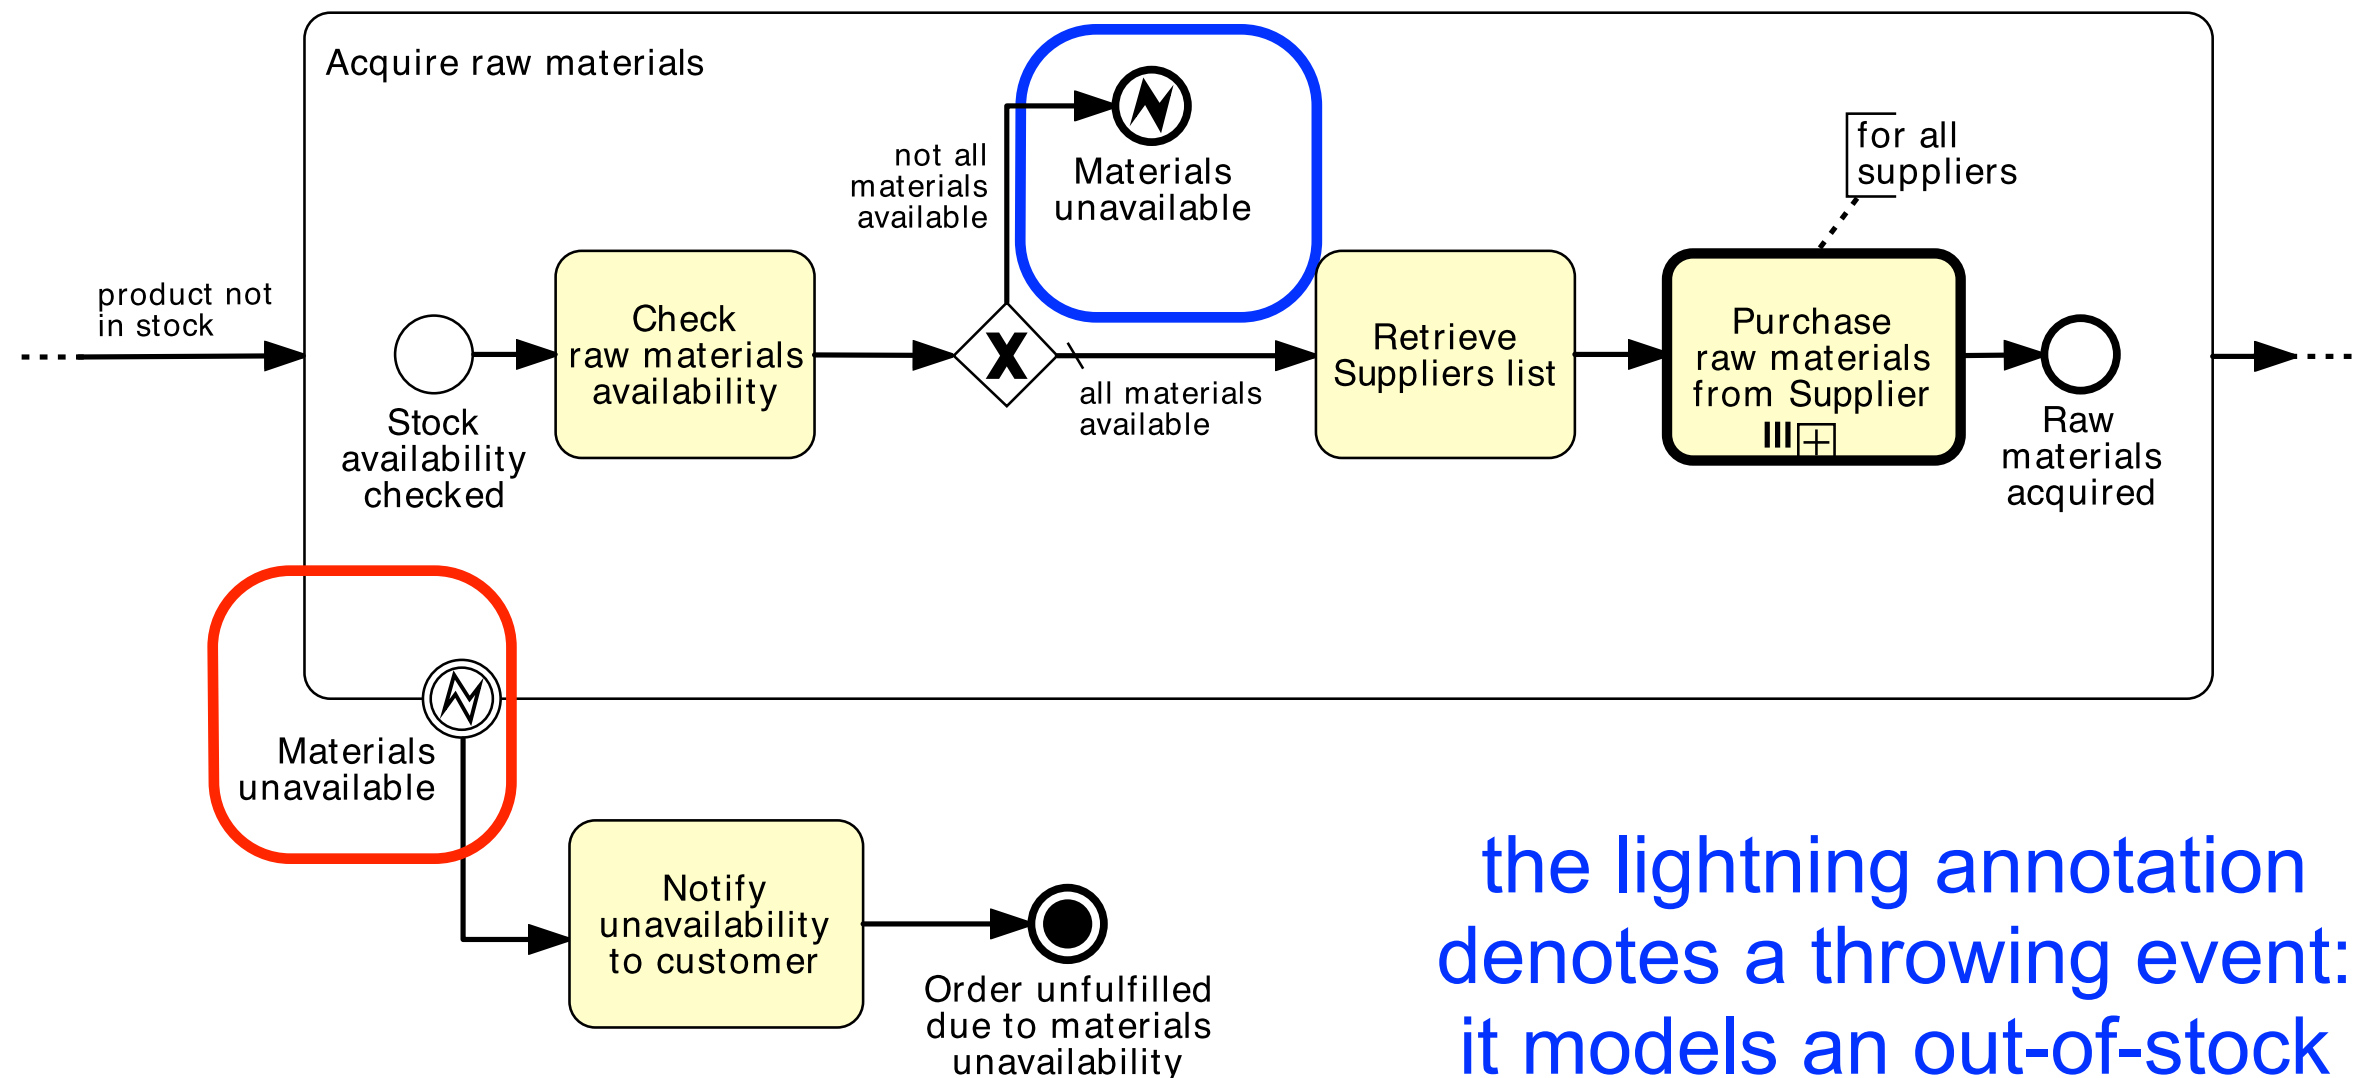 Acquire raw materials
not all
materials
available
Materials
unavailable
for all
suppliers
product not
in stock
Stock
availability
checked
Check
raw materials
availability
X
all materials
available
Retrieve
Suppliers list
Purchase
raw materials
from Supplier
Raw
materials
acquired
Materials
unavailable
Notify
unavailability
to customer
Order unfulfilled
due to materials
unavailability
the lightning annotation
denotes a throwing event:
it models an out-of-stock